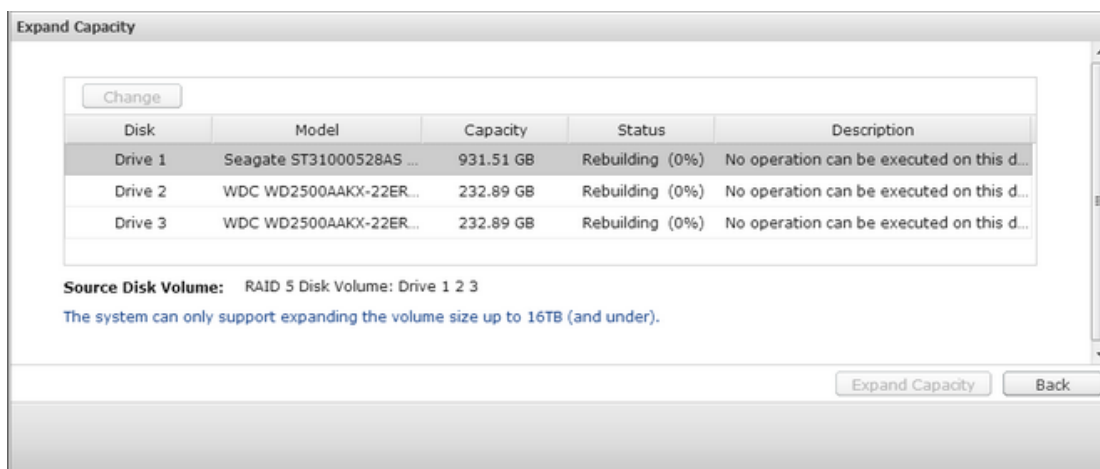 Expand Capacity
Change
Disk Model Capacity Status Description
Drive 1 Seagate ST31000528AS ... 931.51 GB Rebuilding (0%) No operation can be executed on this d...
Drive 2 WDC WD2500AAKX-22ER... 232.89 GB Rebuilding (0%) No operation can be executed on this d...
Drive 3 WDC WD2500AAKX-22ER... 232.89 GB Rebuilding (0%) No operation can be executed on this d...
Source Disk Volume: RAID 5 Disk Volume: Drive 1 2 3
The system can only support expanding the volume size up to 16TB (and under).
Expand Capacity Back